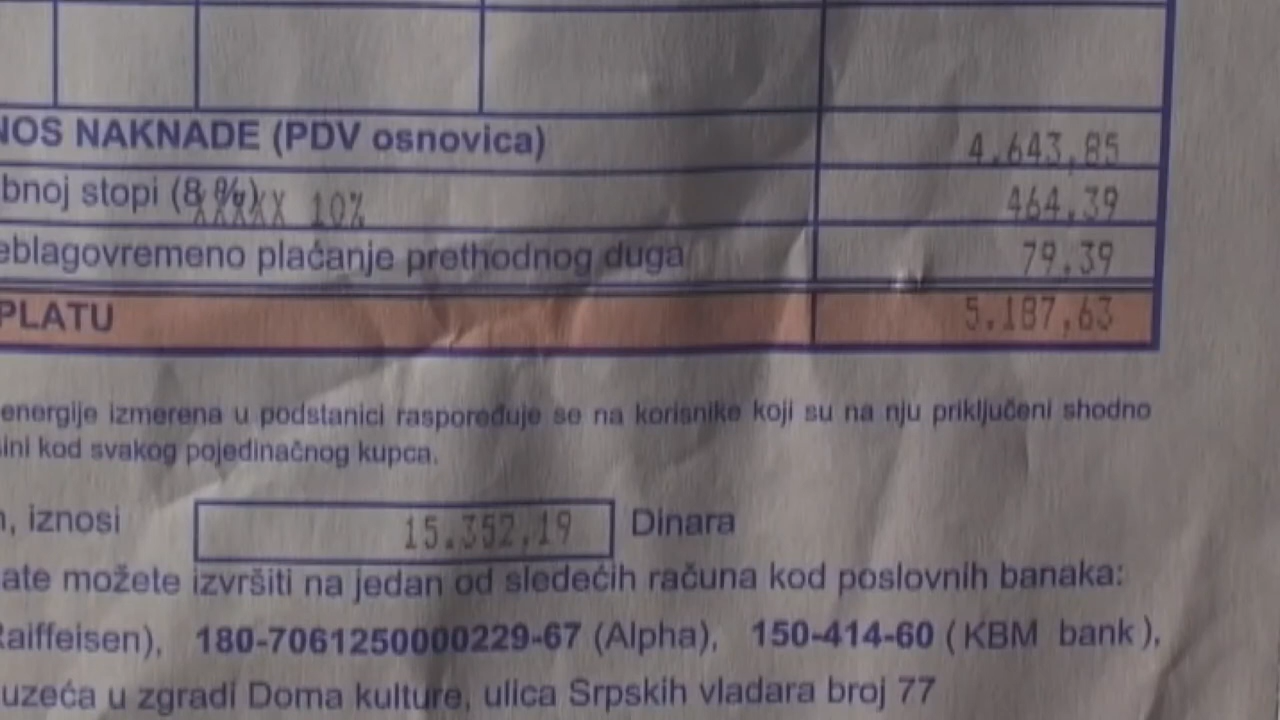 NOS NAKNADE (PDV osnovica) 4.643,85
bnoj stopi (8 %) XXXXX 10% 464,39
eblagovremeno plaćanje prethodnog duga 79,39
PLATU 5.187,63
energije izmerena u podstanici raspoređuje se na korisnike koji su na nju priključeni shodno
ini kod svakog pojedinačnog kupca.
, iznosi 15.352,19 Dinara
ate možete izvršiti na jedan od sledećih računa kod poslovnih banaka:
Raiffeisen), 180-7061250000229-67 (Alpha), 150-414-60 (KBM bank),
uzeća u zgradi Doma kulture, ulica Srpskih vladara broj 77